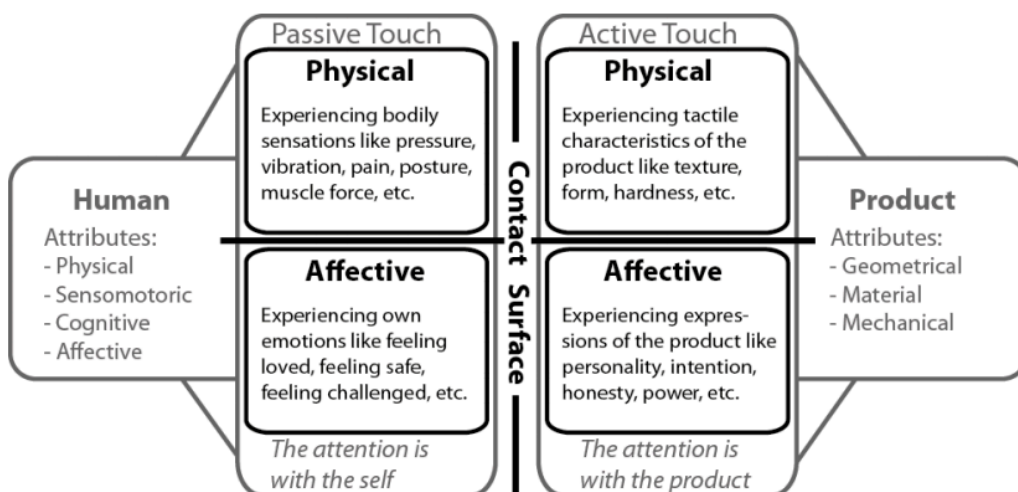 Passive Touch
Physical
Experiencing bodily
sensations like pressure,
vibration, pain, posture,
muscle force, etc.
Affective
Experiencing own
emotions like feeling
loved, feeling safe,
feeling challenged, etc.
The attention is
with the self
Active Touch
Physical
Experiencing tactile
characteristics of the
product like texture,
form, hardness, etc.
Affective
Experiencing expres-
sions of the product like
personality, intention,
honesty, power, etc.
The attention is
with the product
Contact Surface
Human
Attributes:
- Physical
- Sensomotoric
- Cognitive
- Affective
Product
Attributes:
- Geometrical
- Material
- Mechanical